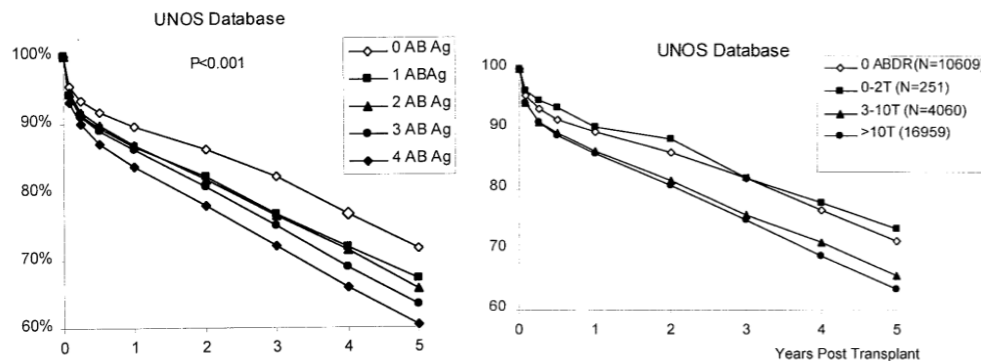 UNOS Database
P<0.001
0 AB Ag
1 ABAg
2 AB Ag
3 AB Ag
4 AB Ag
100%
90%
80%
70%
60%
0 1 2 3 4 5
UNOS Database
0 ABDR(N=10609)
0-2T (N=251)
3-10T (N=4060)
>10T (16959)
100
90
80
70
60
0 1 2 3 4 5
Years Post Transplant